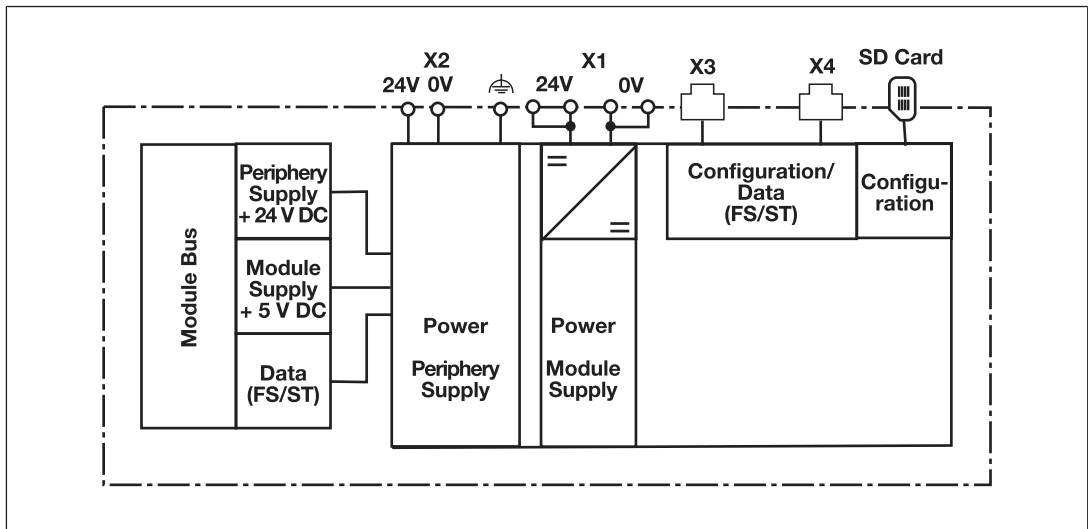 X2
24V 0V
X1
24V
0V
X3
X4
SD Card
Module Bus
Periphery
Supply
+ 24 V DC
Module
Supply
+ 5 V DC
Data
(FS/ST)
Power
Periphery
Supply
Power
Module
Supply
Configuration/
Data
(FS/ST)
Configu-
ration